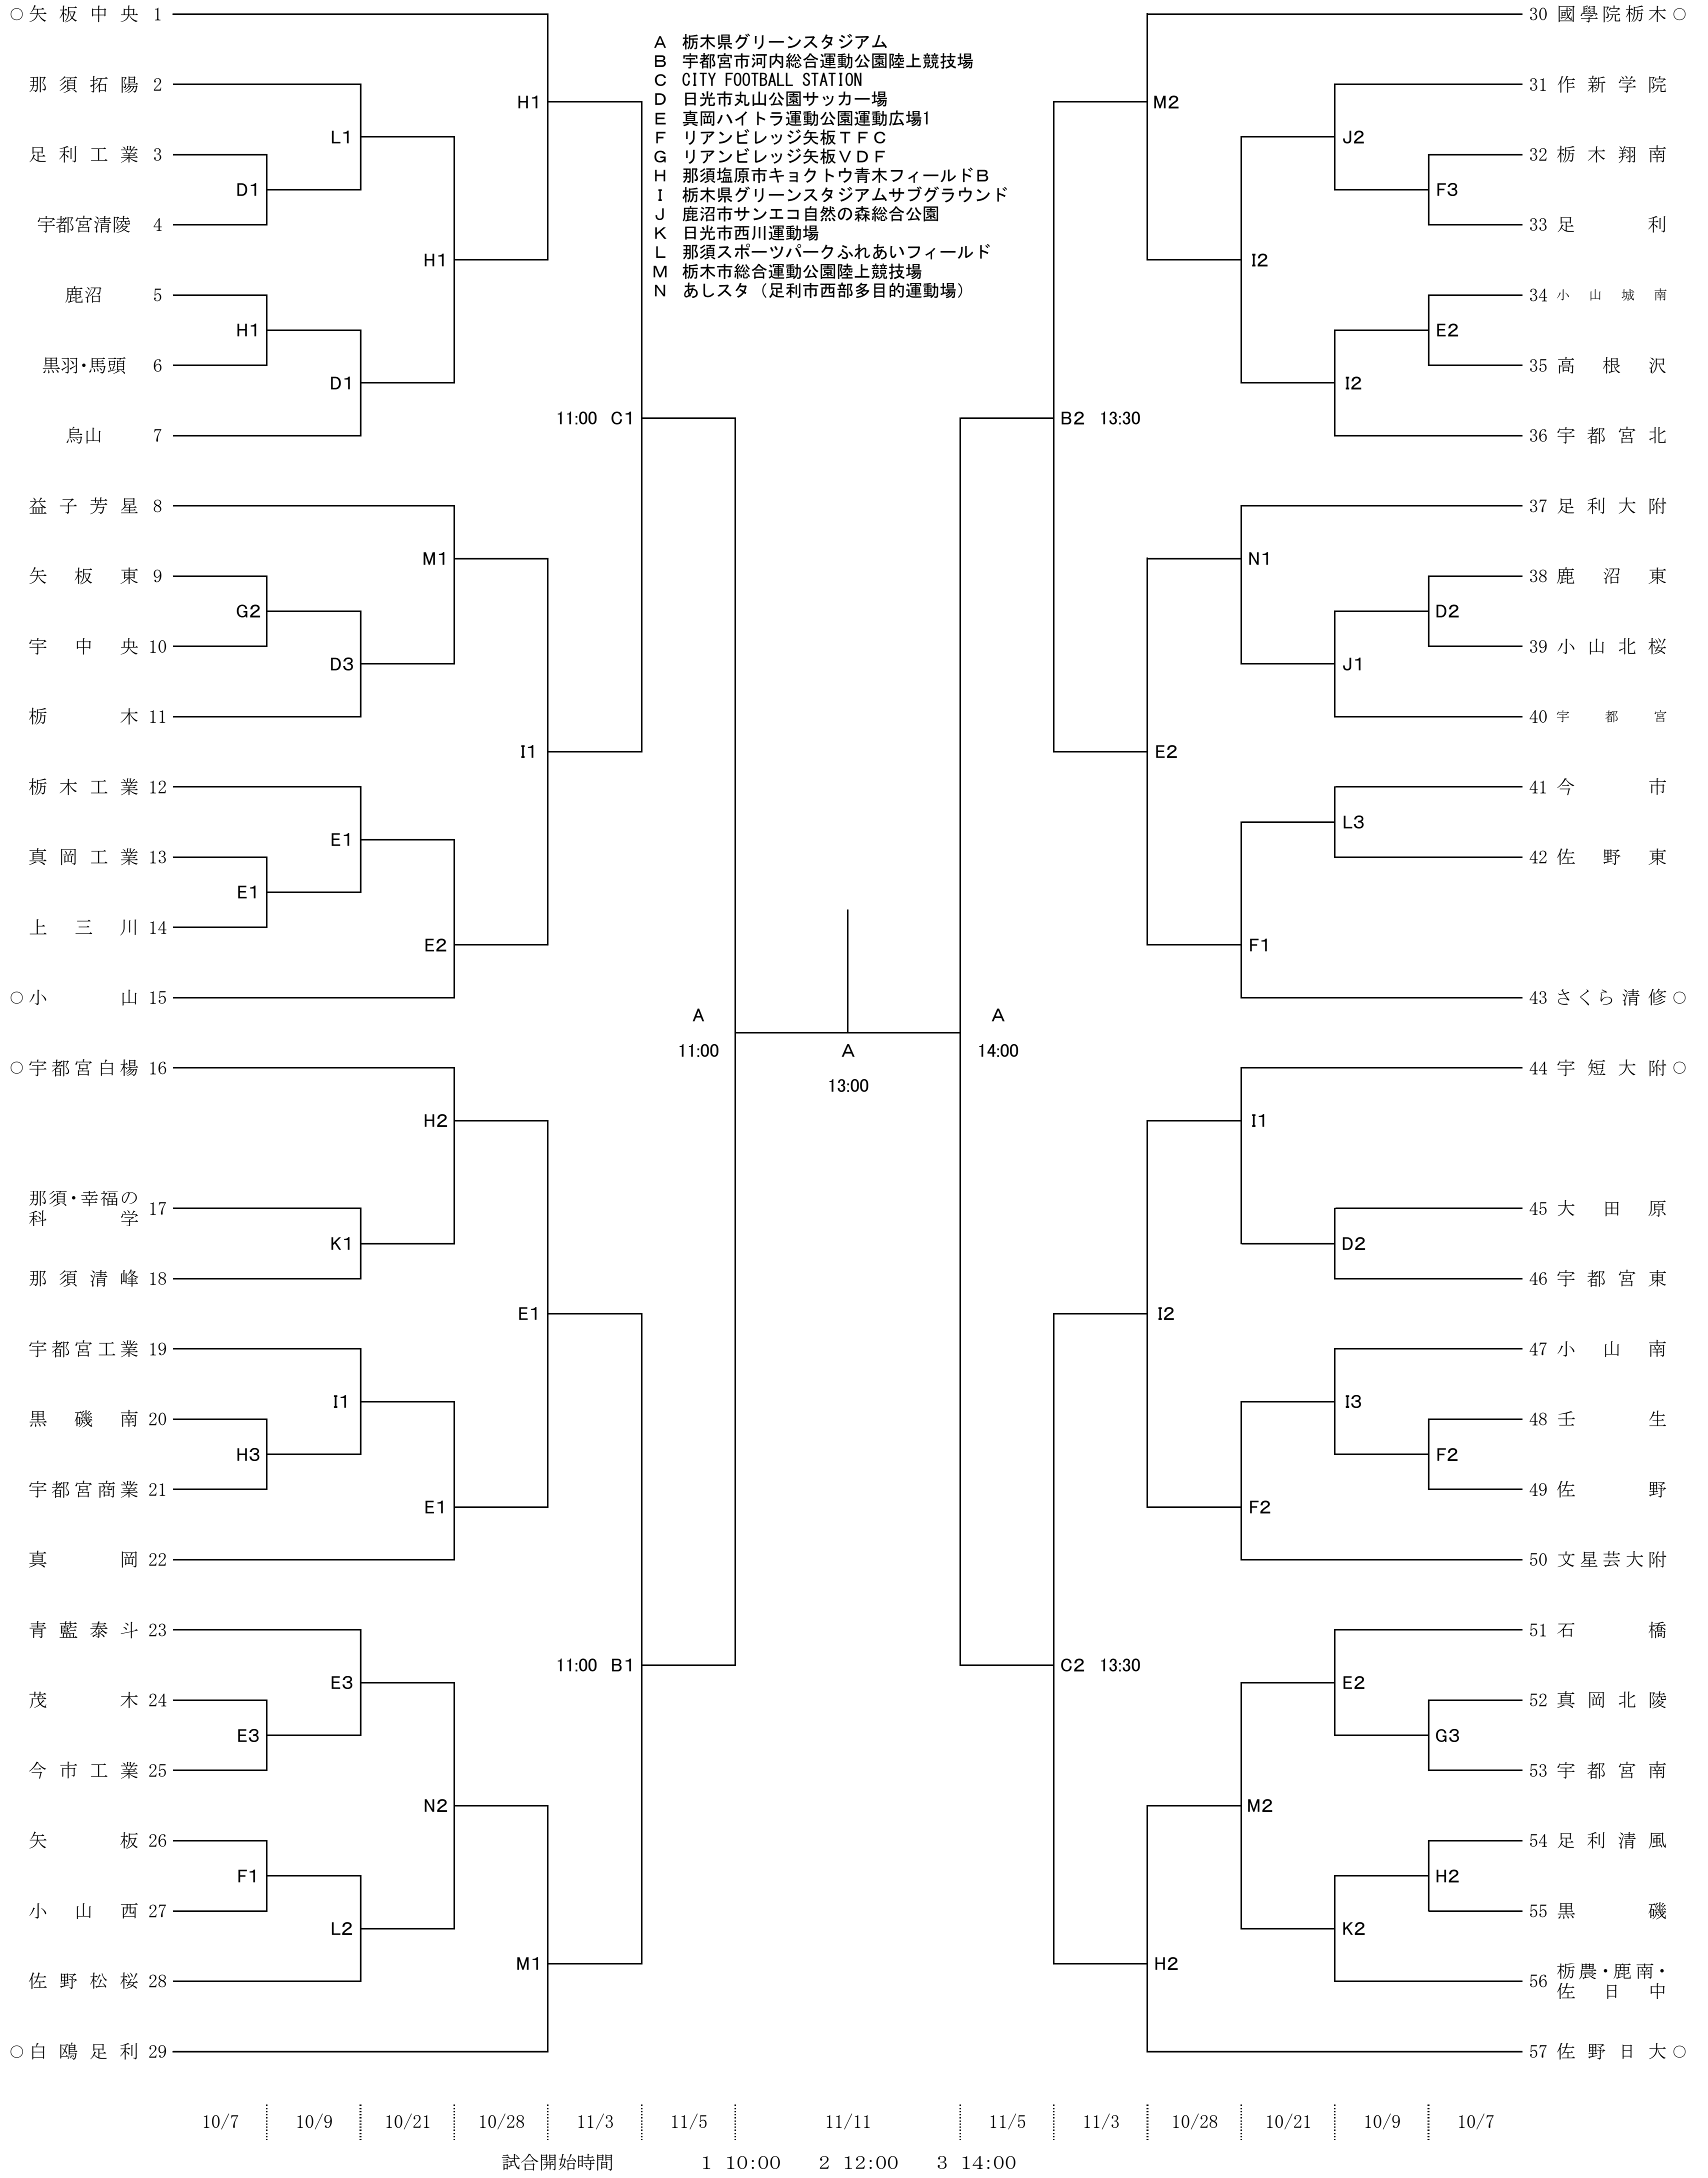 ○ 矢板中央 1
那須拓陽 2
足利工業 3
宇都宮清陵 4
鹿沼 5
黒羽・馬頭 6
烏山 7
益子芳星 8
矢板東 9
宇中央 10
栃木 11
栃木工業 12
真岡工業 13
上三川 14
○ 小山 15
○ 宇都宮白楊 16
那須・幸福の
科学 17
那須清峰 18
宇都宮工業 19
黒磯南 20
宇都宮商業 21
真岡 22
青藍泰斗 23
茂木 24
今市工業 25
矢板 26
小山西 27
佐野松桜 28
○ 白鴎足利 29
D1
H1
G2
E1
H3
E3
F1
L1
D1
D3
E1
K1
I1
E3
L2
H1
M1
E2
H2
E1
N2
H1
I1
E1
M1
11:00 C1
11:00 B1
A 栃木県グリーンスタジアム
B 宇都宮市河内総合運動公園陸上競技場
C CITY FOOTBALL STATION
D 日光市丸山公園サッカー場
E 真岡ハイトラ運動公園運動広場1
F リアンビレッジ矢板TFC
G リアンビレッジ矢板VDF
H 那須塩原市キョクトウ青木フィールドB
I 栃木県グリーンスタジアムサブグラウンド
J 鹿沼市サンエコ自然の森総合公園
K 日光市西川運動場
L 那須スポーツパークふれあいフィールド
M 栃木市総合運動公園陸上競技場
N あしスタ（足利市西部多目的運動場）
A
11:00
A
13:00
A
14:00
B2 13:30
C2 13:30
M2
E2
I2
H2
I2
N1
F1
I1
F2
M2
J2
I2
J1
L3
D2
I3
E2
K2
F3
E2
D2
F2
G3
H2
30 國學院栃木 ○
31 作新学院
32 栃木翔南
33 足利
34 小山城南
35 高根沢
36 宇都宮北
37 足利大附
38 鹿沼東
39 小山北桜
40 宇都宮
41 今市
42 佐野東
43 さくら清修 ○
44 宇短大附 ○
45 大田原
46 宇都宮東
47 小山南
48 壬生
49 佐野
50 文星芸大附
51 石橋
52 真岡北陵
53 宇都宮南
54 足利清風
55 黒磯
56 栃農・鹿南・
佐日中
57 佐野日大 ○
10/7 10/9 10/21 10/28 11/3 11/5 11/11 11/5 11/3 10/28 10/21 10/9 10/7
試合開始時間 1 10:00 2 12:00 3 14:00